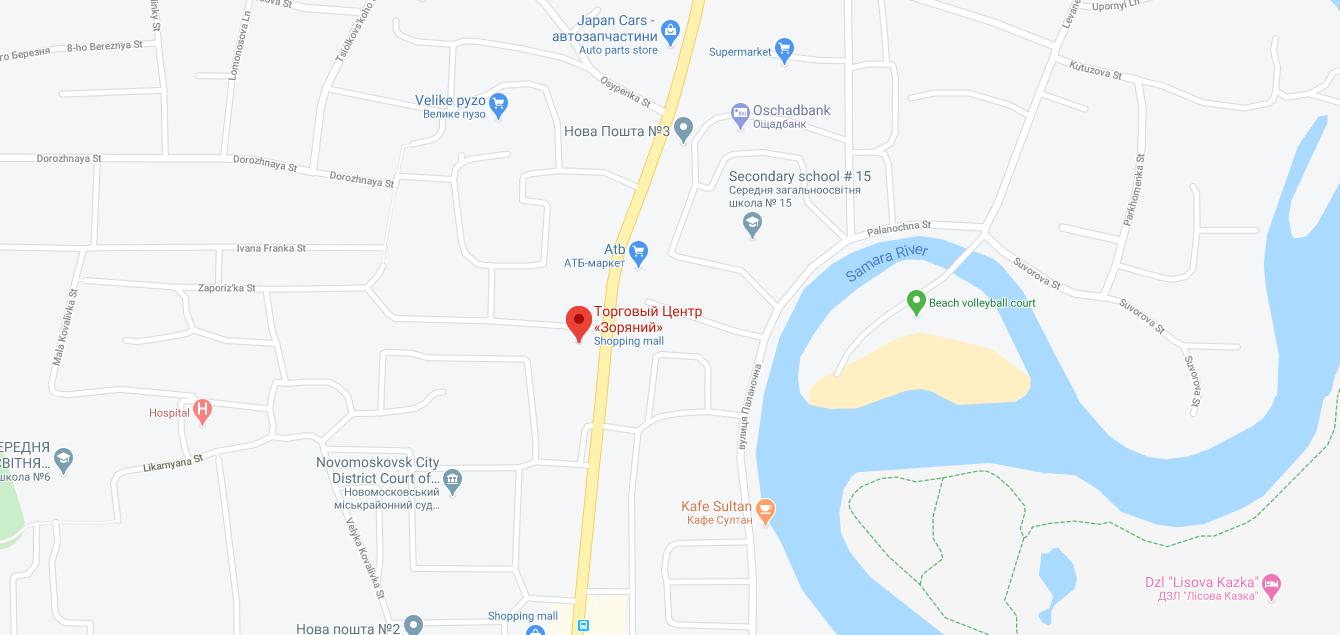 nky St
Lomonosova Ln
Tsiolkovs'koho
St
Japan Cars -
автозапчастини
Auto parts store
Supermarket
Levane
Upornyi Ln
го Березня
8-ho Bereznya St
Kutuzova St
Osypenka St
Velike pyzo
Велике пузо
Oschadbank
Ощадбанк
Нова Пошта №3
Dorozhnaya St
Dorozhnaya St
Dorozhnaya St
Secondary school # 15
Середня загальноосвітня
школа № 15
Parkhomenka St
Palanochna St
Ivana Franka St
Atb
АТБ-маркет
Samara River
Suvorova St
Zaporiz'ka St
Mala Kovalivka St
Торговый Центр
«Зоряний»
Shopping mall
Beach volleyball court
Suvorova St
Suvorova St
вулиця Паланочна
Hospital
ЕРЕДНЯ
СВІТНЯ...
школа №6
Likarnyana St
Novomoskovsk City
District Court of...
Новомосковський
міськрайонний суд...
Kafe Sultan
Кафе Султан
Velyka Kovalivka St
Dzl "Lisova Kazka"
ДЗЛ "Лісова Казка"
Shopping mall
Нова пошта №2